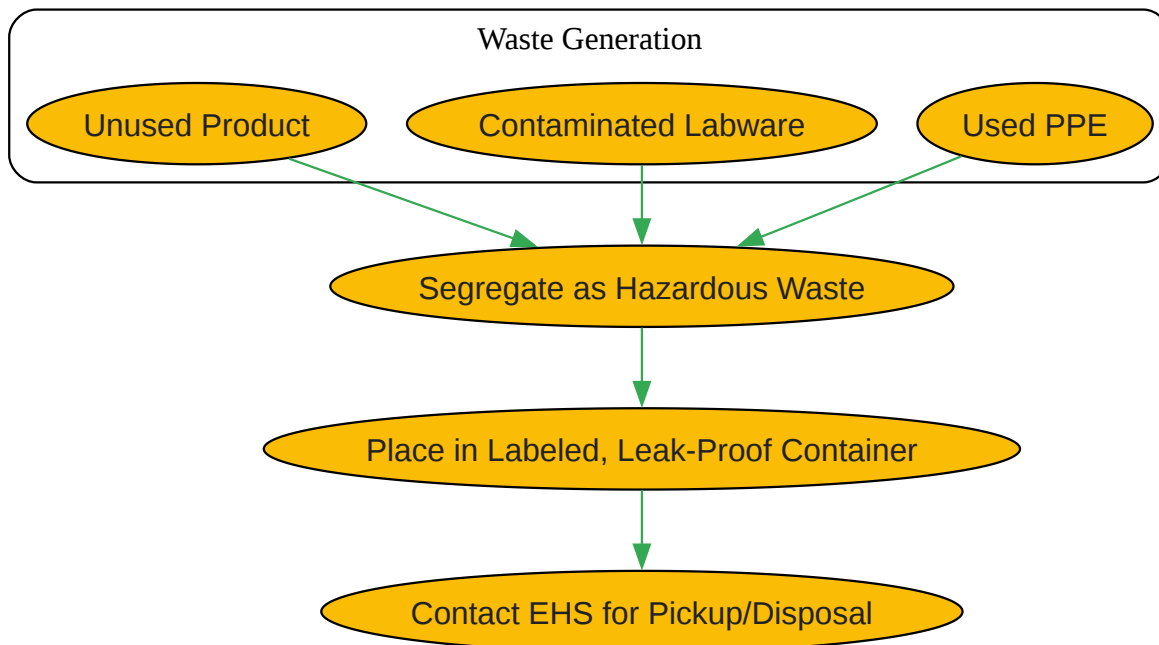 Waste Generation
Unused Product
Contaminated Labware
Used PPE
Segregate as Hazardous Waste
Place in Labeled, Leak-Proof Container
Contact EHS for Pickup/Disposal